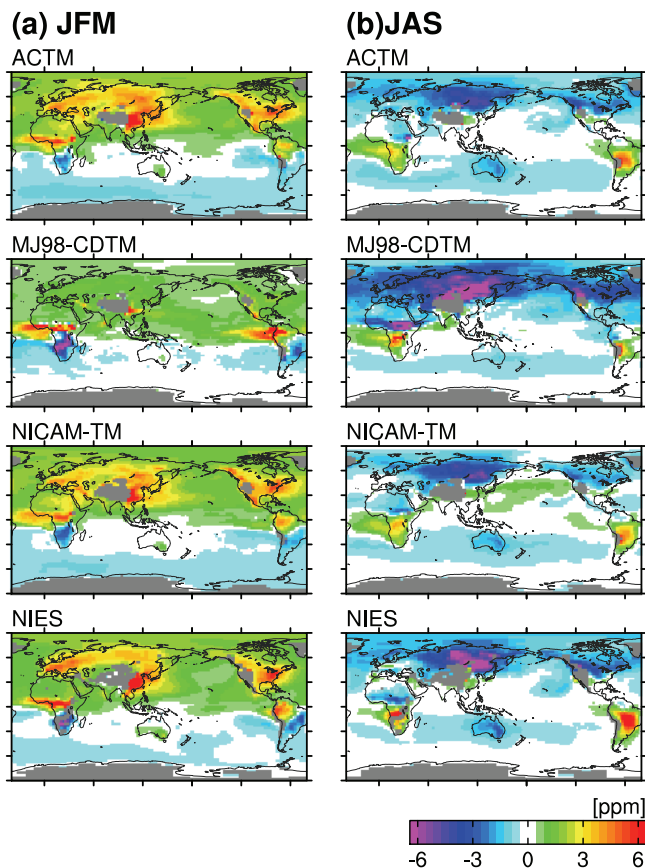 (a) JFM
(b)JAS
ACTM
ACTM
MJ98-CDTM
MJ98-CDTM
NICAM-TM
NICAM-TM
NIES
NIES
[ppm]
-6 -3 0 3 6